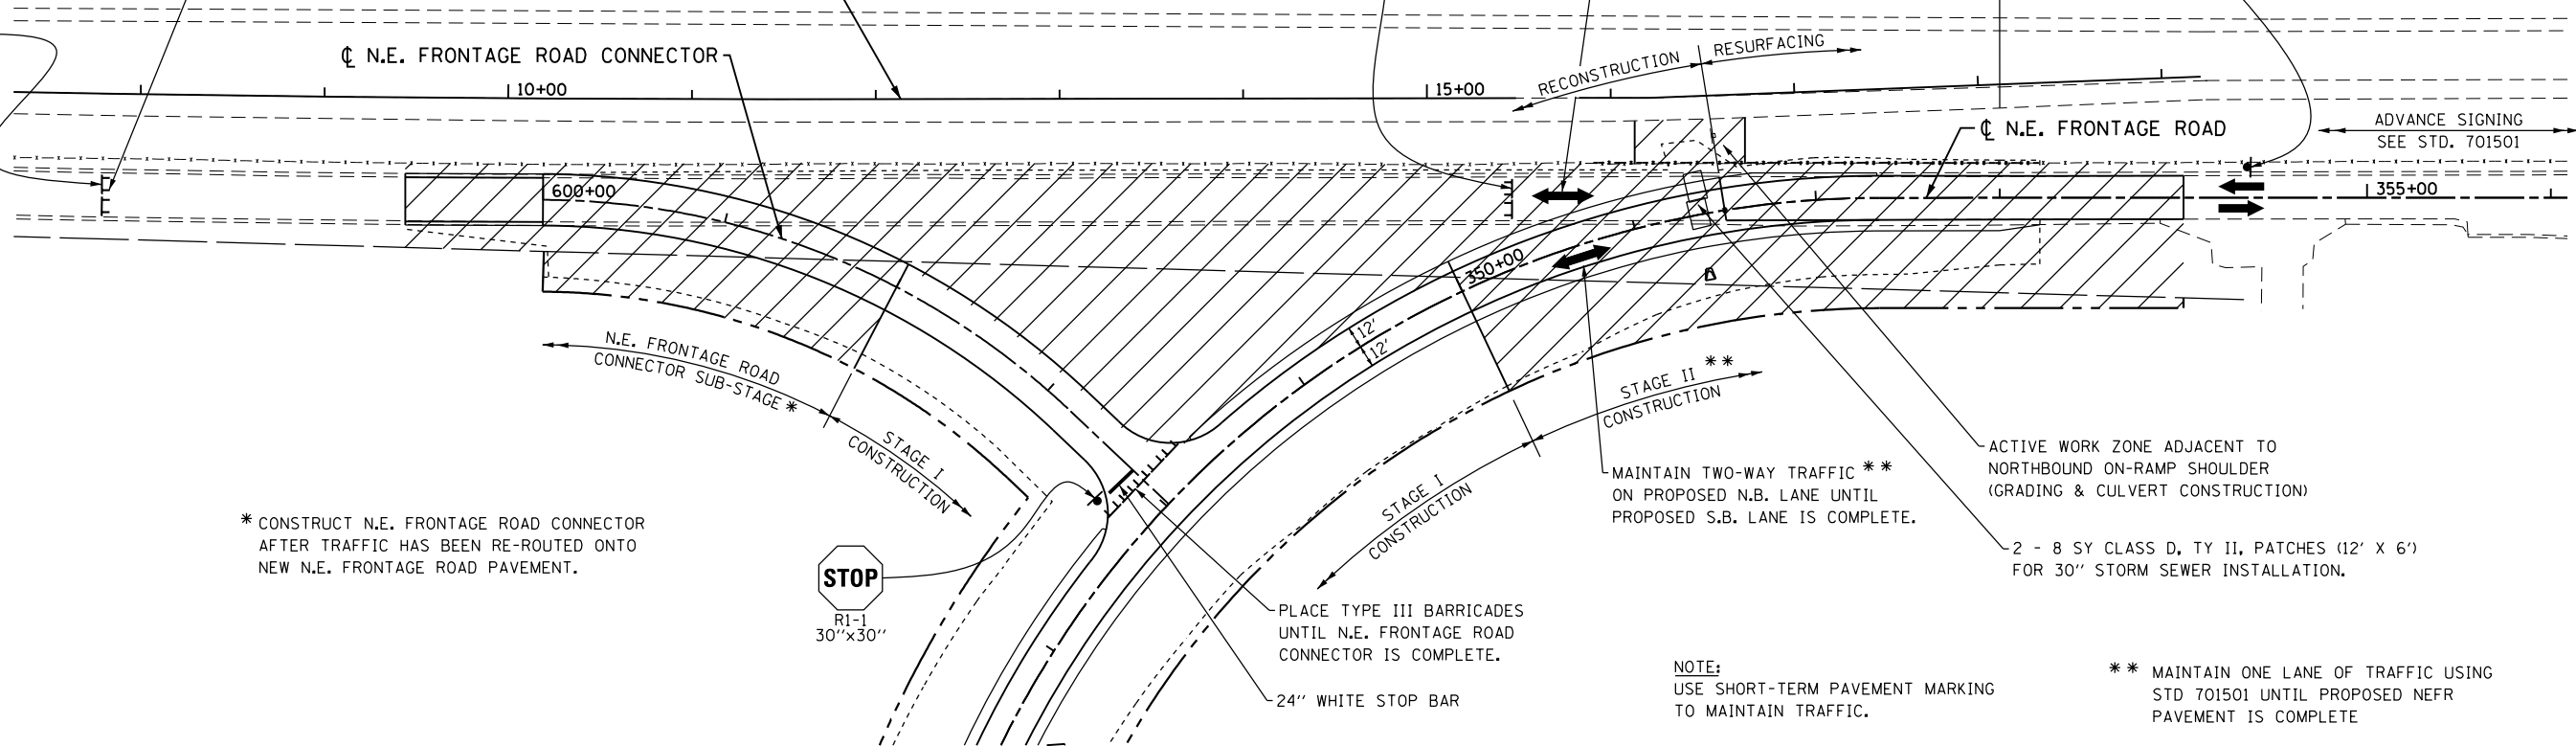 ℄ N.E. FRONTAGE ROAD CONNECTOR
10+00
15+00
RECONSTRUCTION
RESURFACING
℄ N.E. FRONTAGE ROAD
ADVANCE SIGNING
SEE STD. 701501
600+00
355+00
350+00
12'
12'
N.E. FRONTAGE ROAD
CONNECTOR SUB-STAGE *
STAGE I
CONSTRUCTION
STAGE II **
CONSTRUCTION
STAGE I
CONSTRUCTION
* CONSTRUCT N.E. FRONTAGE ROAD CONNECTOR
AFTER TRAFFIC HAS BEEN RE-ROUTED ONTO
NEW N.E. FRONTAGE ROAD PAVEMENT.
STOP
R1-1
30"x30"
MAINTAIN TWO-WAY TRAFFIC **
ON PROPOSED N.B. LANE UNTIL
PROPOSED S.B. LANE IS COMPLETE.
ACTIVE WORK ZONE ADJACENT TO
NORTHBOUND ON-RAMP SHOULDER
(GRADING & CULVERT CONSTRUCTION)
2 - 8 SY CLASS D, TY II, PATCHES (12' X 6')
FOR 30" STORM SEWER INSTALLATION.
PLACE TYPE III BARRICADES
UNTIL N.E. FRONTAGE ROAD
CONNECTOR IS COMPLETE.
24" WHITE STOP BAR
NOTE:
USE SHORT-TERM PAVEMENT MARKING
TO MAINTAIN TRAFFIC.
** MAINTAIN ONE LANE OF TRAFFIC USING
STD 701501 UNTIL PROPOSED NEFR
PAVEMENT IS COMPLETE